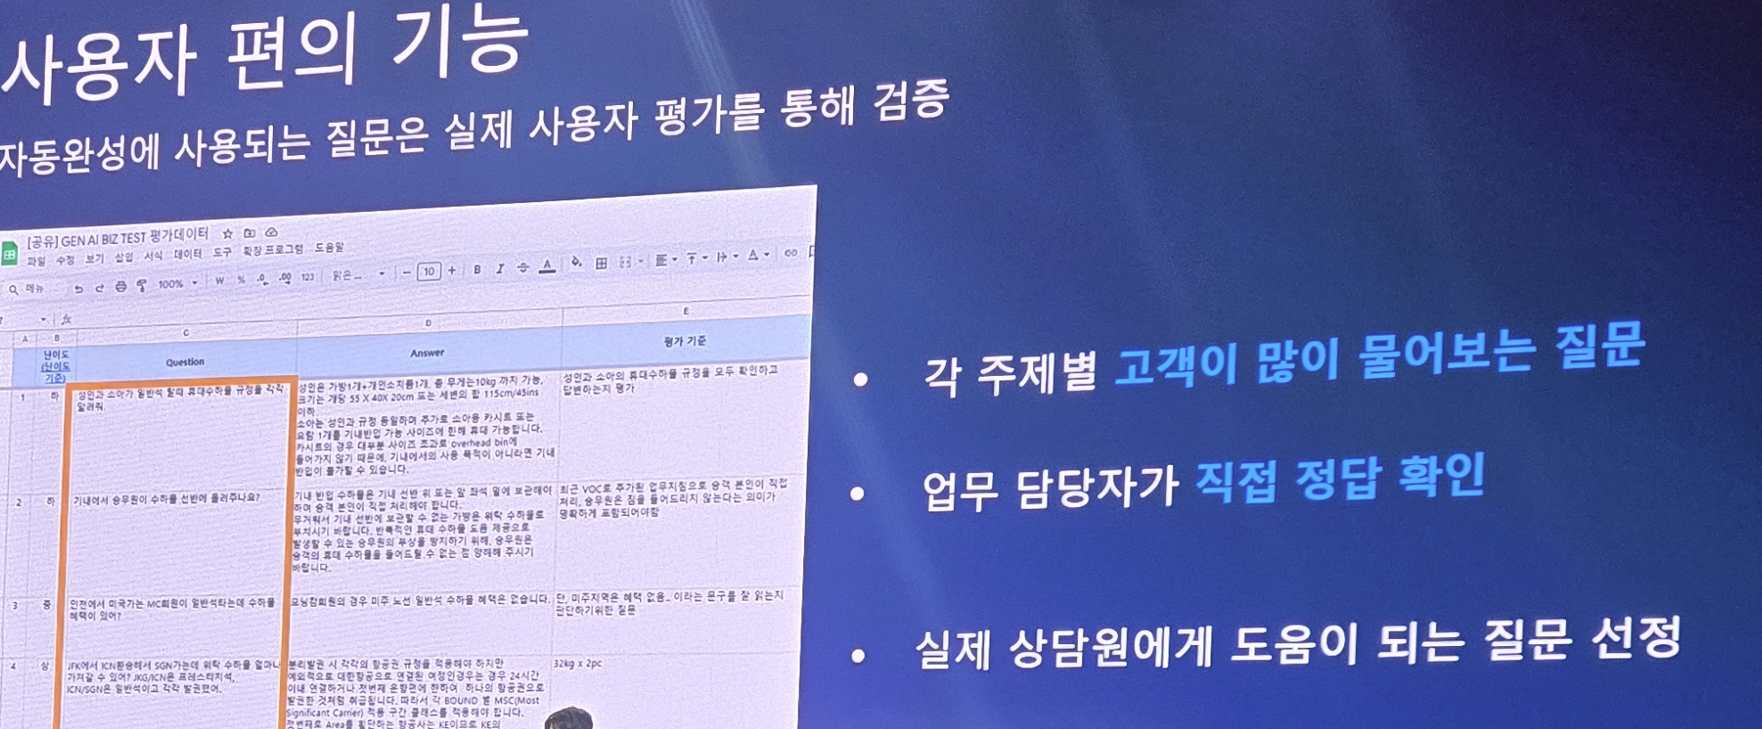 사용자 편의 기능
자동완성에 사용되는 질문은 실제 사용자 평가를 통해 검증
[공유] GEN AI BIZ TEST 평가데이터
파일 수정 보기 삽입 서식 데이터 도구 확장 프로그램 도움말
메뉴 100% W % .0 .00 123 맑은... − 10 + B I A
A B C D E
난이도
(난이도
기준)
Question
Answer
평가 기준
1
하
성인과 소아가 일반석 탈때 휴대수하물 규정을 각각
알려줘.
성인은 가방1개+개인소지품1개, 총 무게는10kg 까지 가능,
크기는 개당 55 X 40X 20cm 또는 세변의 합 115cm/45ins
이하
소아는 성인과 규정 동일하며 추가로 소아용 카시트 또는
요람 1개를 기내반입 가능 사이즈에 한해 휴대 가능합니다.
카시트의 경우 대부분 사이즈 초과로 overhead bin에
들어가지 않기 때문에, 기내에서의 사용 목적이 아니라면 기내
반입이 불가할 수 있습니다.
성인과 소아의 휴대수하물 규정을 모두 확인하고
답변하는지 평가
2
하
기내에서 승무원이 수하물 선반에 올려주나요?
기내 반입 수하물은 기내 선반 위 또는 앞 좌석 밑에 보관해야
하며 승객 본인이 직접 처리해야 합니다.
무거워서 기내 선반에 보관할 수 없는 가방은 위탁 수하물로
부치시기 바랍니다. 반복적인 휴대 수하물 도움 제공으로
발생할 수 있는 승무원의 부상을 방지하기 위해, 승무원은
승객의 휴대 수하물을 들어드릴 수 없는 점 양해해 주시기
바랍니다.
최근 VOC로 추가된 업무지침으로 승객 본인이 직접
처리, 승무원은 짐을 들어드리지 않는다는 의미가
명확하게 포함되어야함
3
중
인천에서 미국가는 MC회원이 일반석타는데 수하물
혜택이 있어?
모닝캄회원의 경우 미주 노선 일반석 수하물 혜택은 없습니다.
단, 미주지역은 혜택 없음.. 이라는 문구를 잘 읽는지
판단하기위한 질문
4
상
JFK에서 ICN환승해서 SGN가는데 위탁 수하물 얼마나
가져갈 수 있어? JKG/ICN은 프레스티지석,
ICN/SGN은 일반석이고 각각 발권했어.
분리발권 시 각각의 항공권 규정을 적용해야 하지만
예외적으로 대한항공으로 연결된 여정인경우는 경우 24시간
이내 연결하거나 첫번째 운항편에 한하여 하나의 항공권으로
발권한 것처럼 취급됩니다. 따라서 각 BOUND 별 MSC(Most
Significant Carrier) 적용 구간 클래스를 적용해야 합니다.
첫번째로 Area를 횡단하는 항공사는 KE이므로 KE의
32kg x 2pc
• 각 주제별 고객이 많이 물어보는 질문
• 업무 담당자가 직접 정답 확인
• 실제 상담원에게 도움이 되는 질문 선정